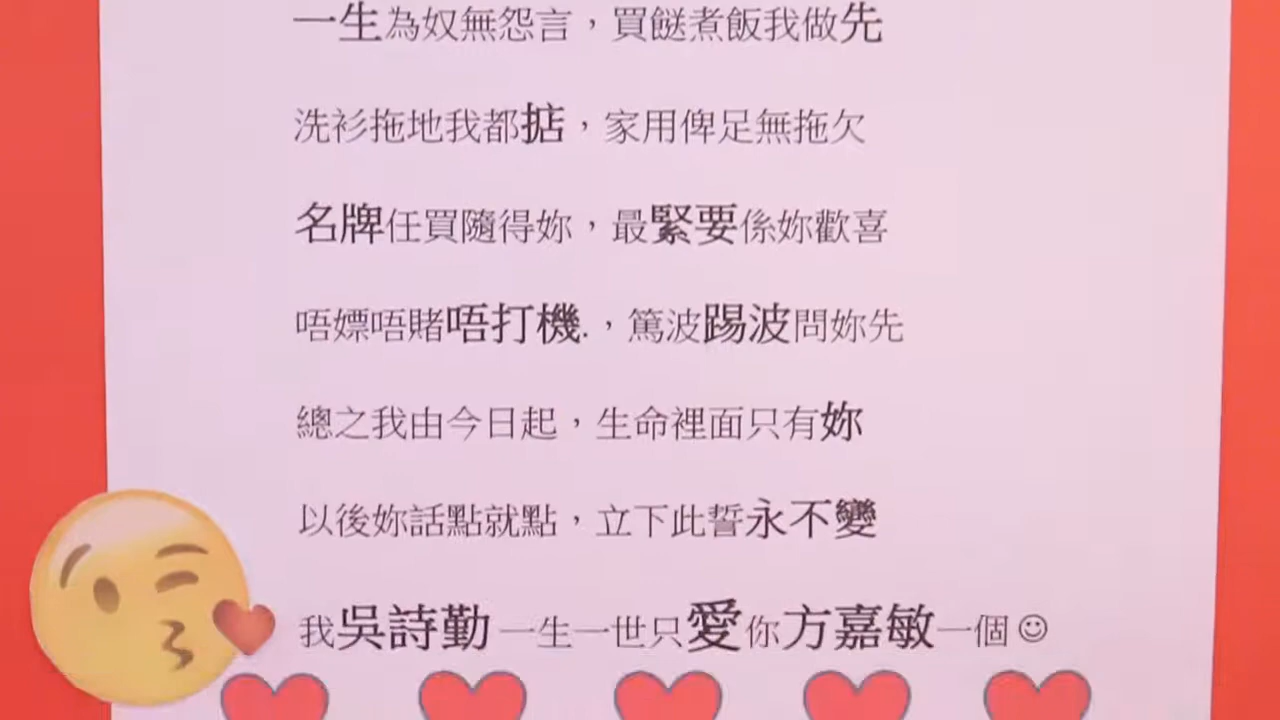 一生為奴無怨言，買餸煮飯我做先
洗衫拖地我都掂，家用俾足無拖欠
名牌任買隨得妳，最緊要係妳歡喜
唔嫖唔賭唔打機.，篤波踢波問妳先
總之我由今日起，生命裡面只有妳
以後妳話點就點，立下此誓永不變
我吳詩勤一生一世只愛你方嘉敏一個☺